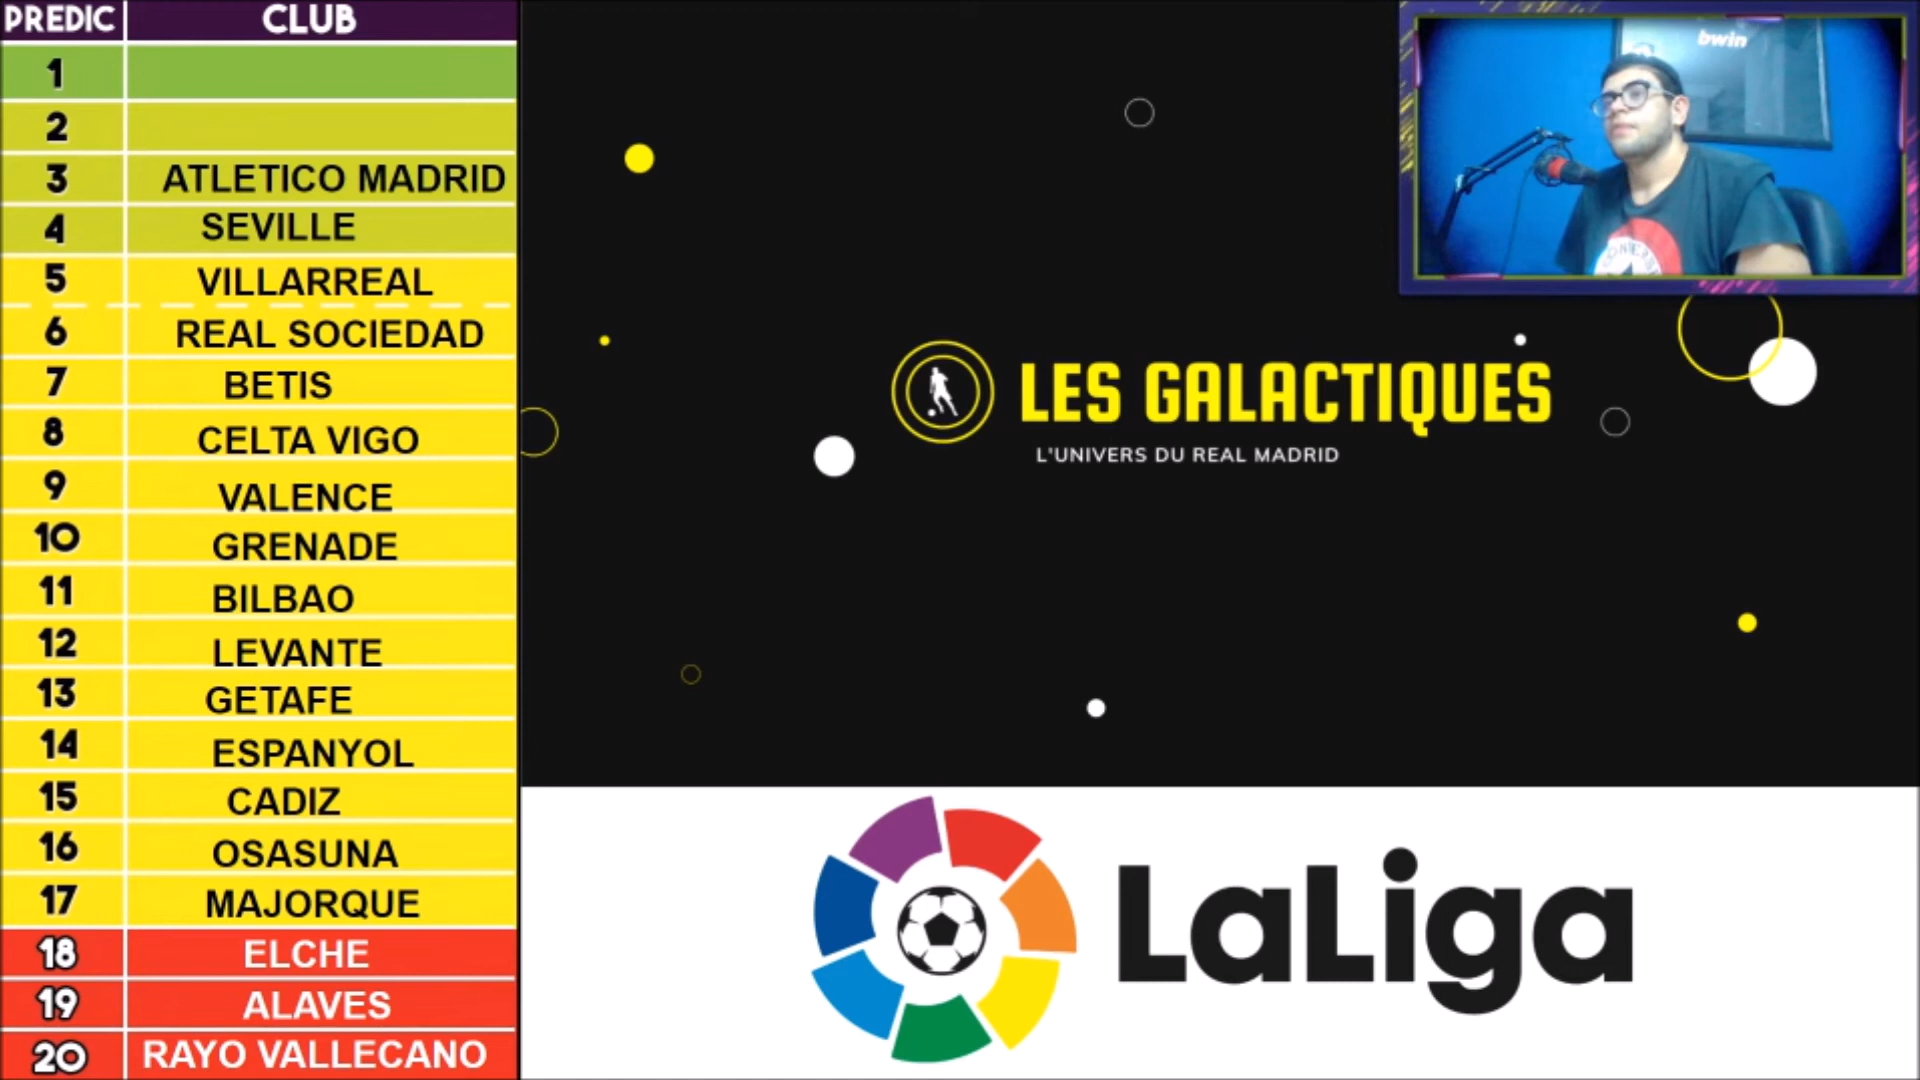 PREDIC CLUB
1
2
3 ATLETICO MADRID
4 SEVILLE
5 VILLARREAL
6 REAL SOCIEDAD
7 BETIS
8 CELTA VIGO
9 VALENCE
10 GRENADE
11 BILBAO
12 LEVANTE
13 GETAFE
14 ESPANYOL
15 CADIZ
16 OSASUNA
17 MAJORQUE
18 ELCHE
19 ALAVES
20 RAYO VALLECANO
bwin
LES GALACTIQUES
L'UNIVERS DU REAL MADRID
LaLiga